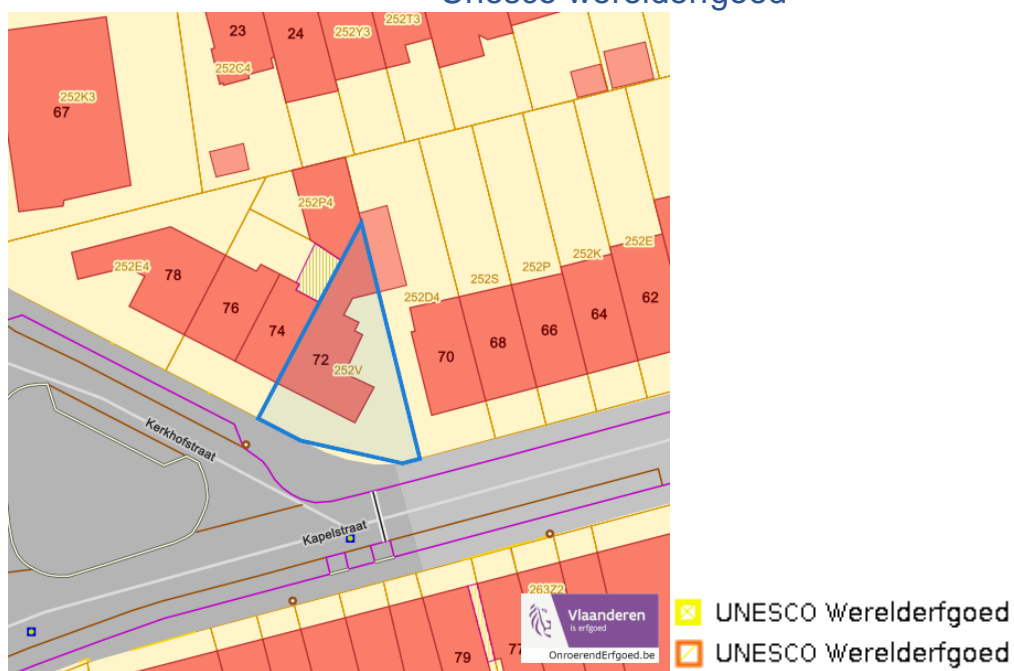 Unesco werelderfgoed
23
24
252Y3
252T3
252C4
252K3
67
252P4
252E4
78
76
74
72
252V
252D4
252S
252P
252K
252E
70
68
66
64
62
Kerkhofstraat
Kapelstraat
263Z2
79
77
Vlaanderen
is erfgoed
OnroerendErfgoed.be
UNESCO Werelderfgoed
UNESCO Werelderfgoed